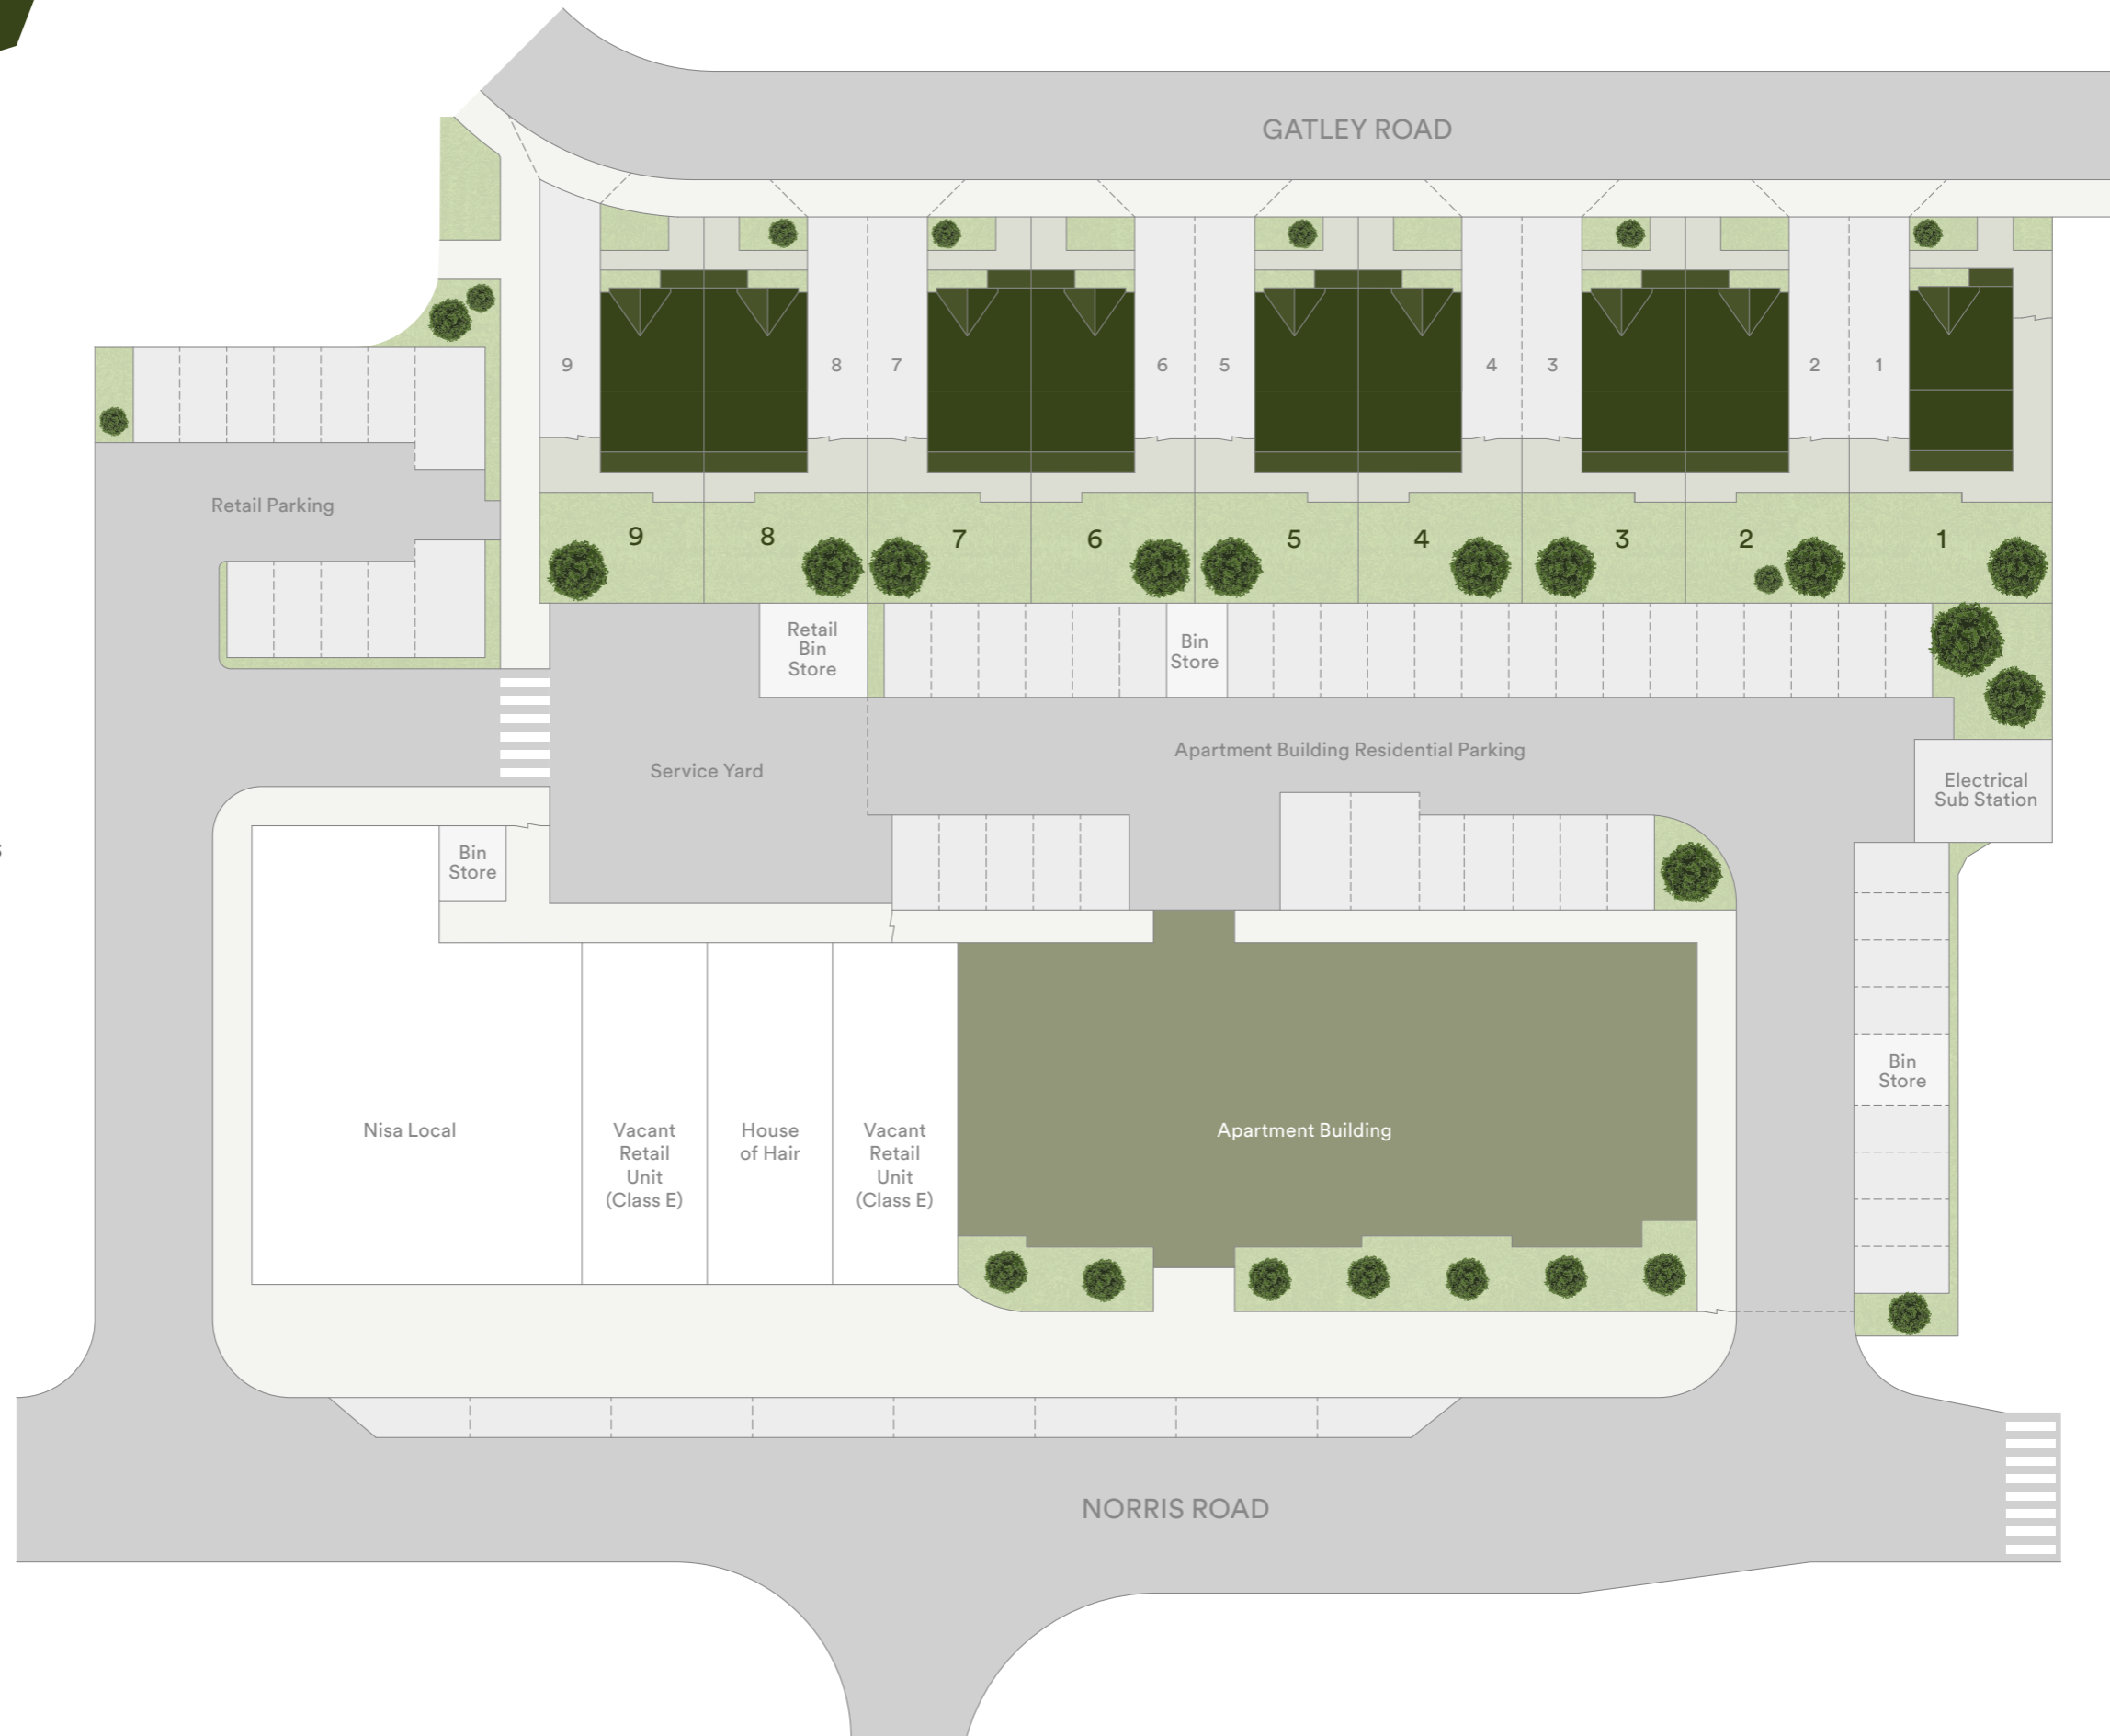 GATLEY ROAD
9
8
7
6
5
4
3
2
1
9
8
7
6
5
4
3
2
1
Retail Parking
Retail
Bin
Store
Bin
Store
Service Yard
Apartment Building Residential Parking
Electrical
Sub Station
Bin
Store
Bin
Store
Nisa Local
Vacant
Retail
Unit
(Class E)
House
of Hair
Vacant
Retail
Unit
(Class E)
Apartment Building
NORRIS ROAD